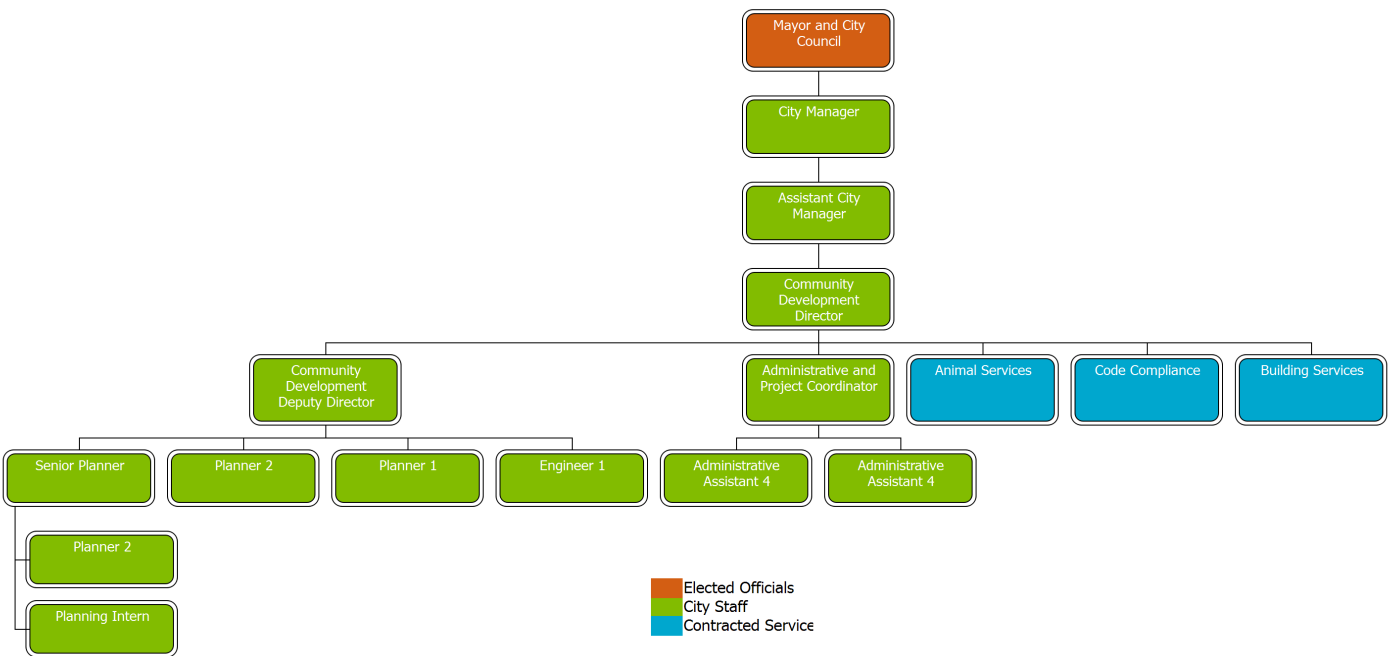 Mayor and City
Council
City Manager
Assistant City
Manager
Community
Development
Director
Community
Development
Deputy Director
Administrative and
Project Coordinator
Animal Services
Code Compliance
Building Services
Senior Planner
Planner 2
Planner 1
Engineer 1
Administrative
Assistant 4
Administrative
Assistant 4
Planner 2
Planning Intern
Elected Officials
City Staff
Contracted Service